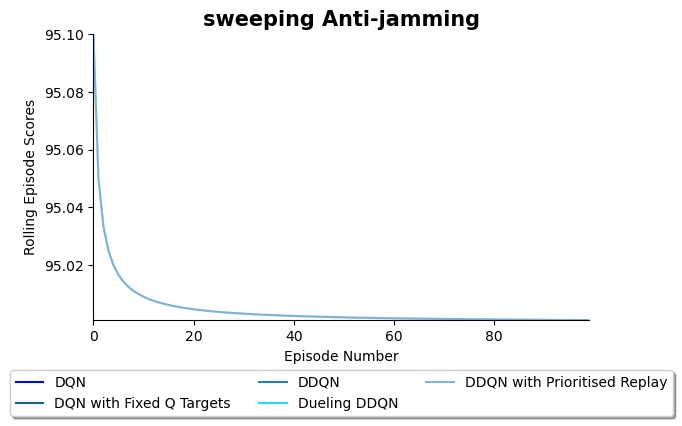 sweeping Anti-jamming
95.10
95.08
95.06
95.04
95.02
Rolling Episode Scores
0 20 40 60 80
Episode Number
DQN DDQN DDQN with Prioritised Replay
DQN with Fixed Q Targets Dueling DDQN